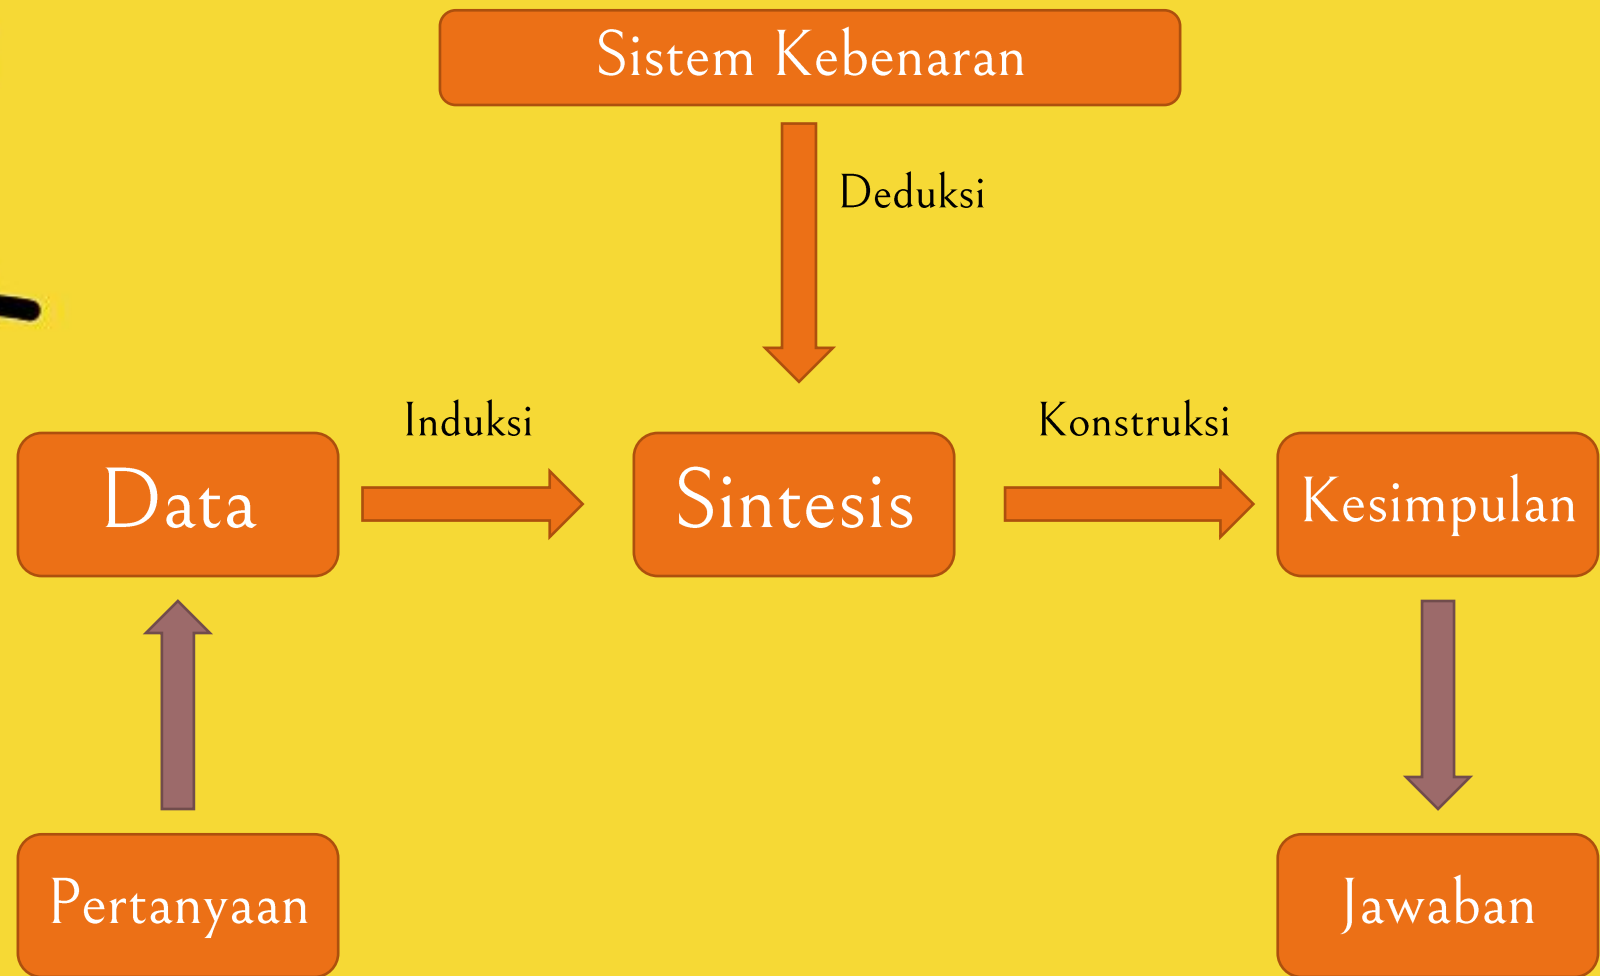 Sistem Kebenaran
Deduksi
Induksi
Konstruksi
Data
Sintesis
Kesimpulan
Pertanyaan
Jawaban